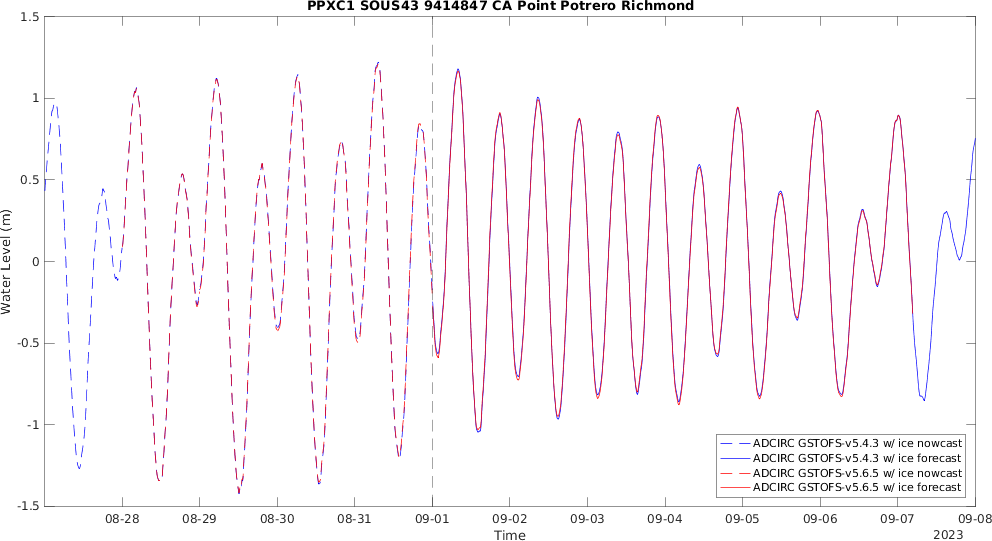 PPXC1 SOUS43 9414847 CA Point Potrero Richmond
1.5
1
0.5
0
-0.5
-1
-1.5
Water Level (m)
08-28 08-29 08-30 08-31 09-01 09-02 09-03 09-04 09-05 09-06 09-07 09-08
Time
2023
ADCIRC GSTOFS-v5.4.3 w/ ice nowcast
ADCIRC GSTOFS-v5.4.3 w/ ice forecast
ADCIRC GSTOFS-v5.6.5 w/ ice nowcast
ADCIRC GSTOFS-v5.6.5 w/ ice forecast